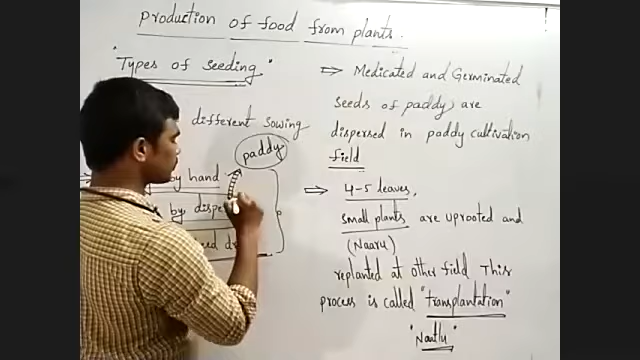 production of food from plants.
"Types of Seeding"
different Sowing
paddy
by hand
by
⇒ Medicated and Germinated
seeds of paddy are
dispersed in paddy cultivation
field
⇒ 4-5 leaves,
small plants are uprooted and
(Naaru)
replanted at other field This
process is called "transplantation"
"Naatlu"